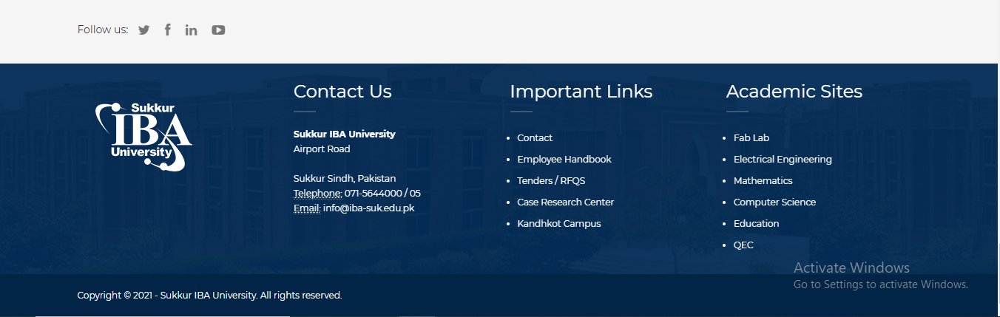 Follow us:
Sukkur
IBA
University
Contact Us
Sukkur IBA University
Airport Road
Sukkur Sindh, Pakistan
Telephone: 071-5644000 / 05
Email: info@iba-suk.edu.pk
Important Links
Contact
Employee Handbook
Tenders / RFQS
Case Research Center
Kandhkot Campus
Academic Sites
Fab Lab
Electrical Engineering
Mathematics
Computer Science
Education
QEC
Activate Windows
Go to Settings to activate Windows.
Copyright © 2021 - Sukkur IBA University. All rights reserved.